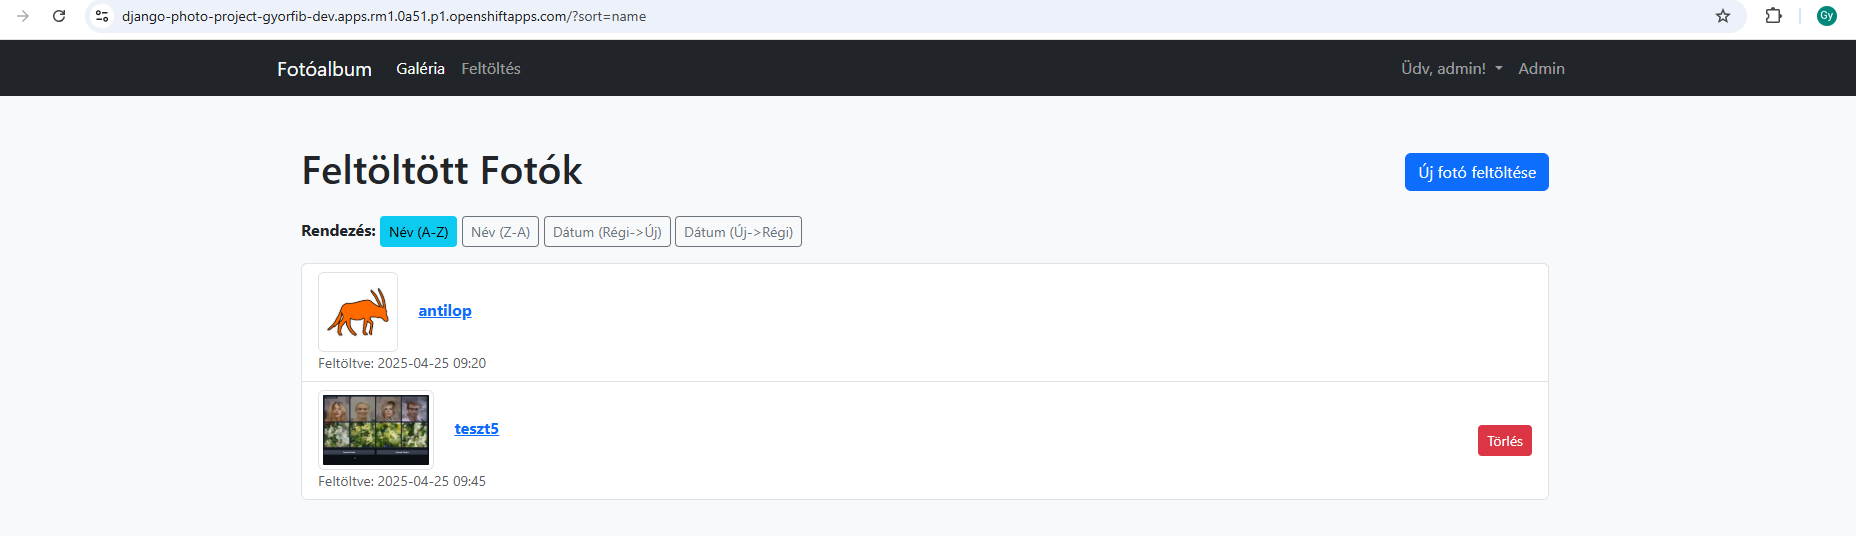 django-photo-project-gyorfib-dev.apps.rm1.0a51.p1.openshiftapps.com/?sort=name
Gy
Fotóalbum Galéria Feltöltés Üdv, admin! Admin
Feltöltött Fotók
Új fotó feltöltése
Rendezés: Név (A-Z) Név (Z-A) Dátum (Régi->Új) Dátum (Új->Régi)
antilop
Feltöltve: 2025-04-25 09:20
teszt5
Törlés
Feltöltve: 2025-04-25 09:45